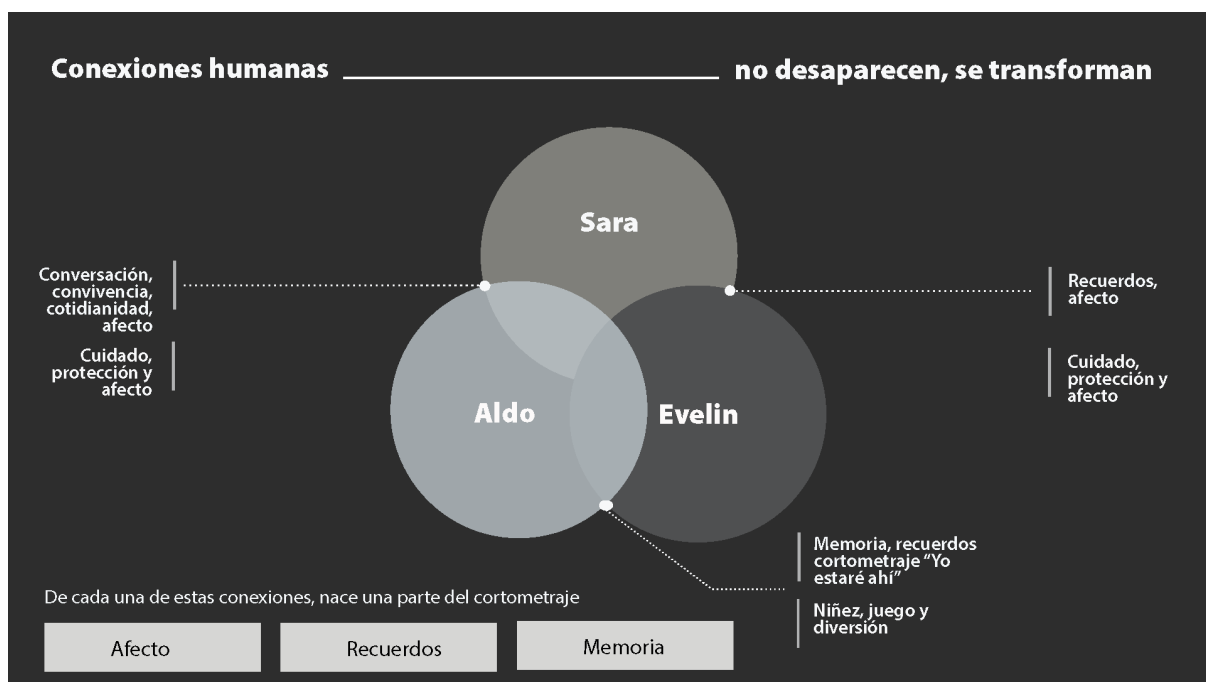 Conexiones humanas
no desaparecen, se transforman
Sara
Conversación,
convivencia,
cotidianidad,
afecto
Cuidado,
protección y
afecto
Recuerdos,
afecto
Cuidado,
protección y
afecto
Aldo
Evelin
Memoria, recuerdos
cortometraje “Yo
estaré ahí”
Niñez, juego y
diversión
De cada una de estas conexiones, nace una parte del cortometraje
Afecto
Recuerdos
Memoria